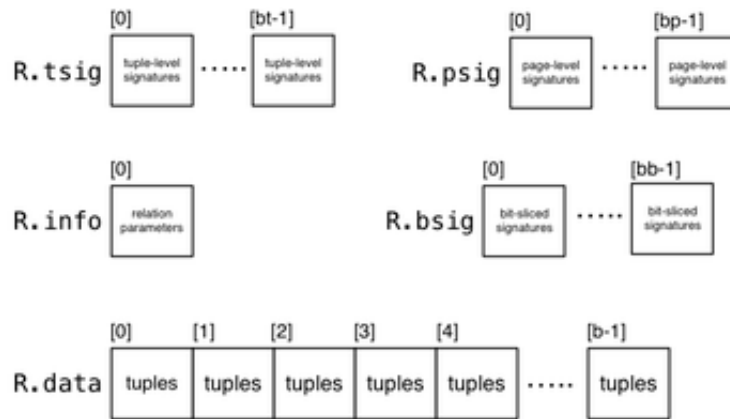 [0] [bt-1]
R.tsig tuple-level signatures ..... tuple-level signatures
[0] [bp-1]
R.psig page-level signatures ..... page-level signatures
[0]
R.info relation parameters
[0] [bb-1]
R.bsig bit-sliced signatures ..... bit-sliced signatures
[0] [1] [2] [3] [4] [b-1]
R.data tuples tuples tuples tuples tuples ..... tuples